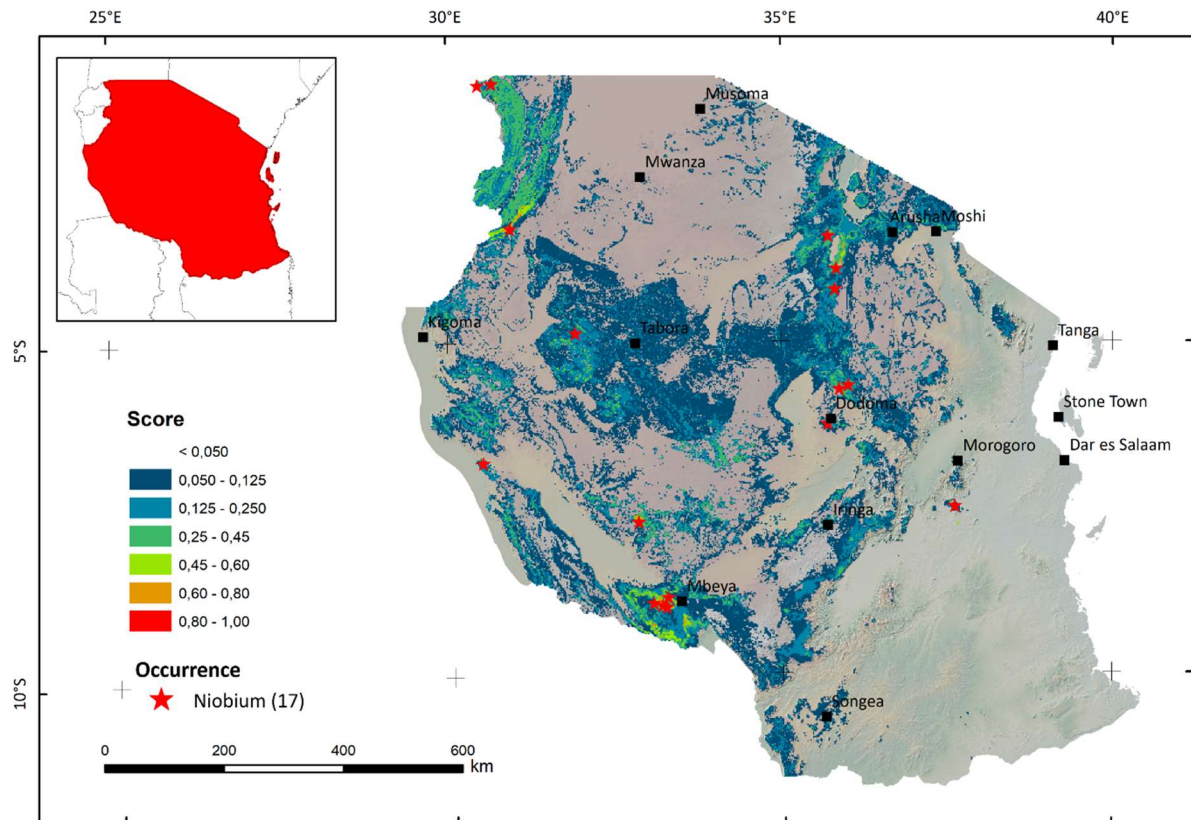 25°E 30°E 35°E 40°E
Musoma
Mwanza
ArushaMoshi
Kigoma
Tabora
5°S
Tanga
Dodoma
Stone Town
Score
Morogoro
Dar es Salaam
< 0,050
0,050 - 0,125
0,125 - 0,250
Iringa
0,25 - 0,45
0,45 - 0,60
0,60 - 0,80
Mbeya
0,80 - 1,00
Occurrence
10°S
Niobium (17)
Songea
0 200 400 600
km